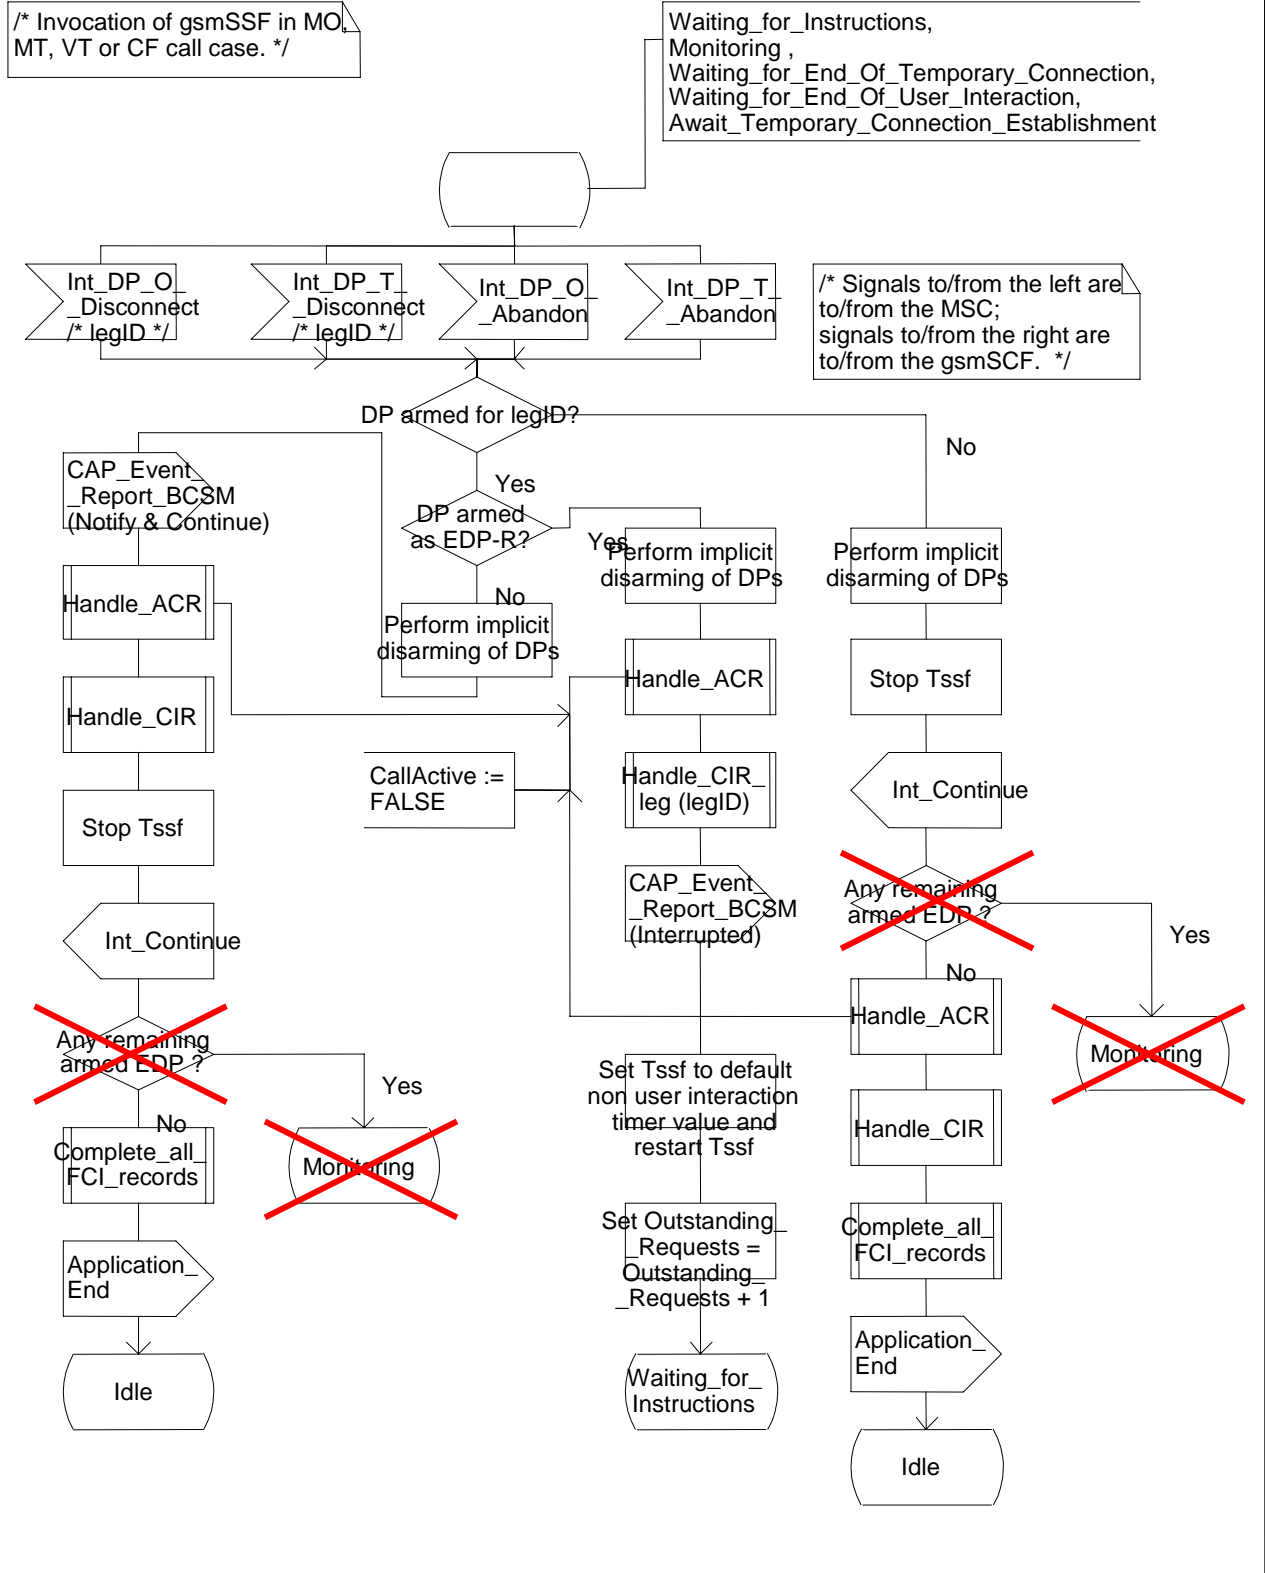 /* Invocation of gsmSSF in MO,
MT, VT or CF call case. */
Waiting_for_Instructions,
Monitoring ,
Waiting_for_End_Of_Temporary_Connection,
Waiting_for_End_Of_User_Interaction,
Await_Temporary_Connection_Establishment
Int_DP_O_
_Disconnect
/* legID */
Int_DP_T_
_Disconnect
/* legID */
Int_DP_O_
_Abandon
Int_DP_T_
_Abandon
/* Signals to/from the left are
to/from the MSC;
signals to/from the right are
to/from the gsmSCF.  */
DP armed for legID?
No
Yes
CAP_Event_
_Report_BCSM
(Notify & Continue)
DP armed
as EDP-R?
Yes
No
Perform implicit
disarming of DPs
Perform implicit
disarming of DPs
Perform implicit
disarming of DPs
Handle_ACR
Handle_ACR
Stop Tssf
Handle_CIR
CallActive :=
FALSE
Handle_CIR_
leg (legID)
Int_Continue
Stop Tssf
CAP_Event_
_Report_BCSM
(Interrupted)
Any remaining
armed EDP ?
Yes
No
Int_Continue
Handle_ACR
Monitoring
Any remaining
armed EDP ?
Yes
No
Set Tssf to default
non user interaction
timer value and
restart Tssf
Handle_CIR
Complete_all_
FCI_records
Monitoring
Set Outstanding_
_Requests =
Outstanding_
_Requests + 1
Complete_all_
FCI_records
Application_
End
Application_
End
Idle
Waiting_for_
Instructions
Idle